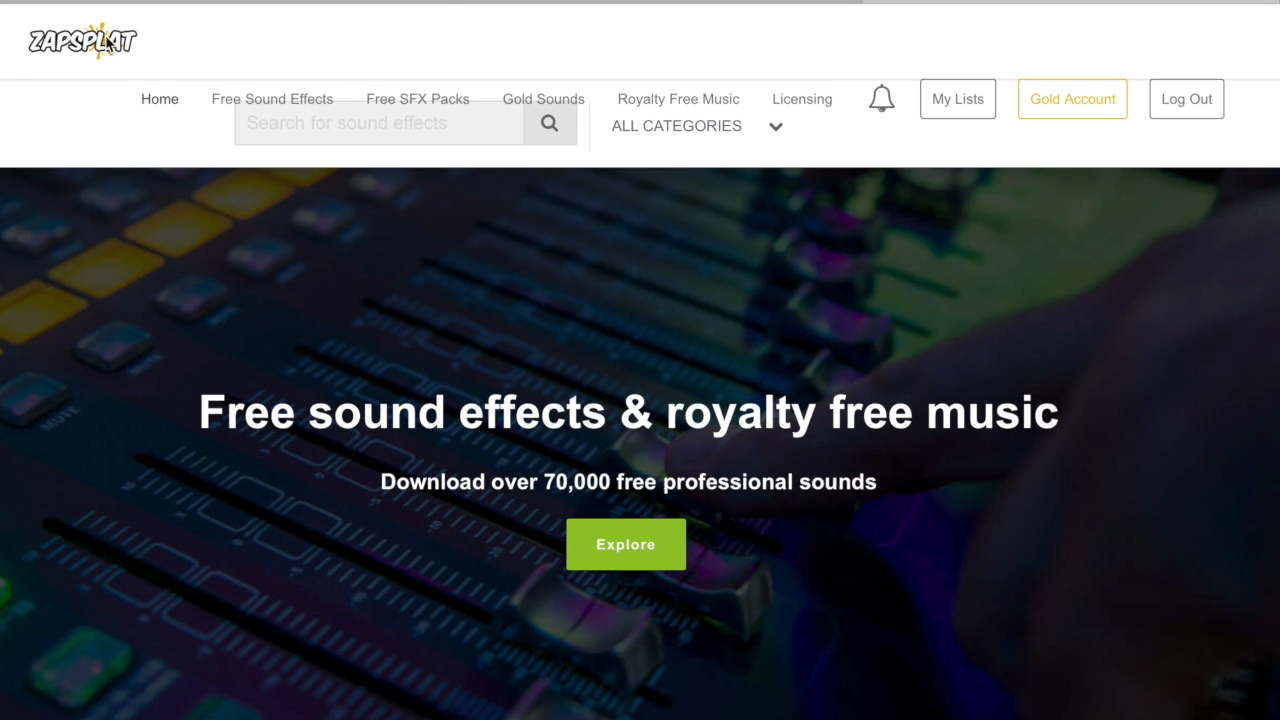 ZAPSPLAT
Home Free Sound Effects Free SFX Packs Gold Sounds Royalty Free Music Licensing My Lists Gold Account Log Out
Search for sound effects ALL CATEGORIES
MUTE
Free sound effects & royalty free music
Download over 70,000 free professional sounds
Explore